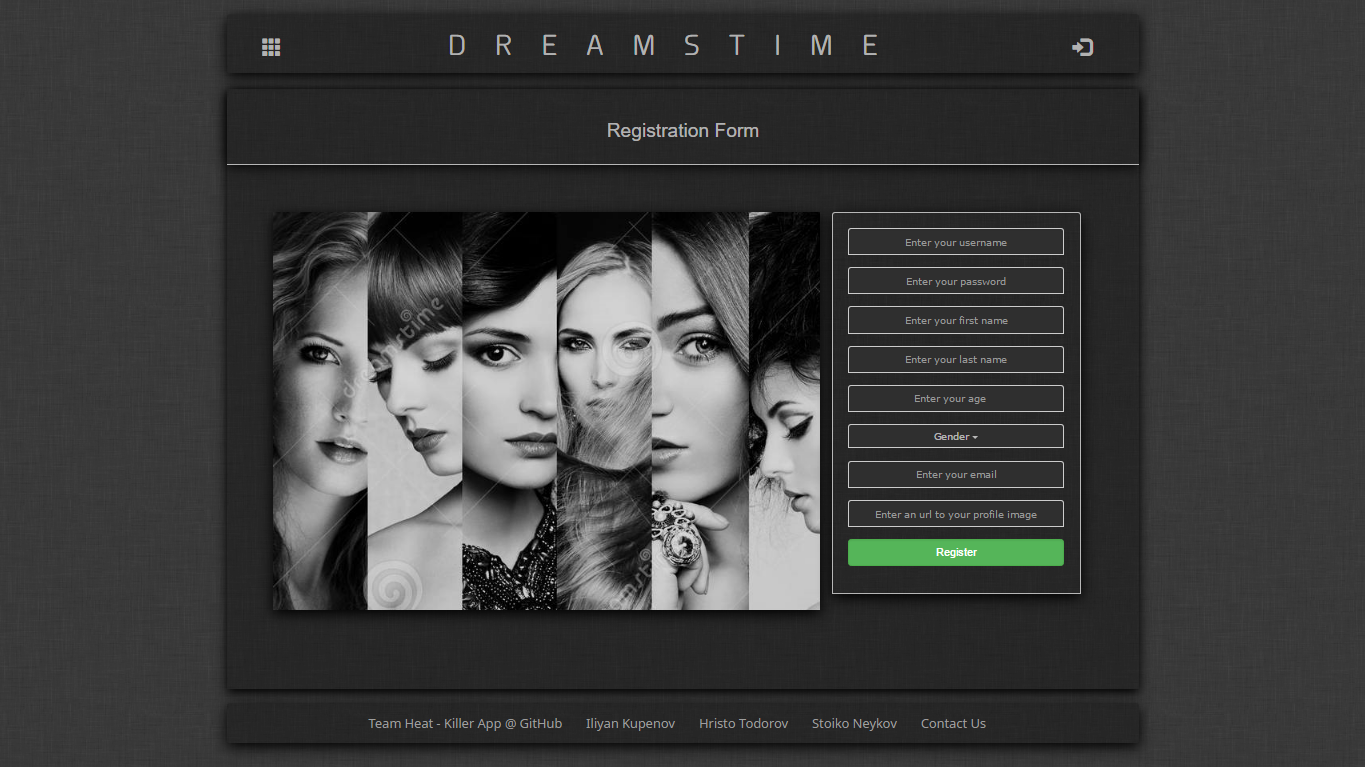 DREAMSTIME
Registration Form
dreamstime
Enter your username
Enter your password
Enter your first name
Enter your last name
Enter your age
Gender
Enter your email
Enter an url to your profile image
Register
Team Heat - Killer App @ GitHub Iliyan Kupenov Hristo Todorov Stoiko Neykov Contact Us